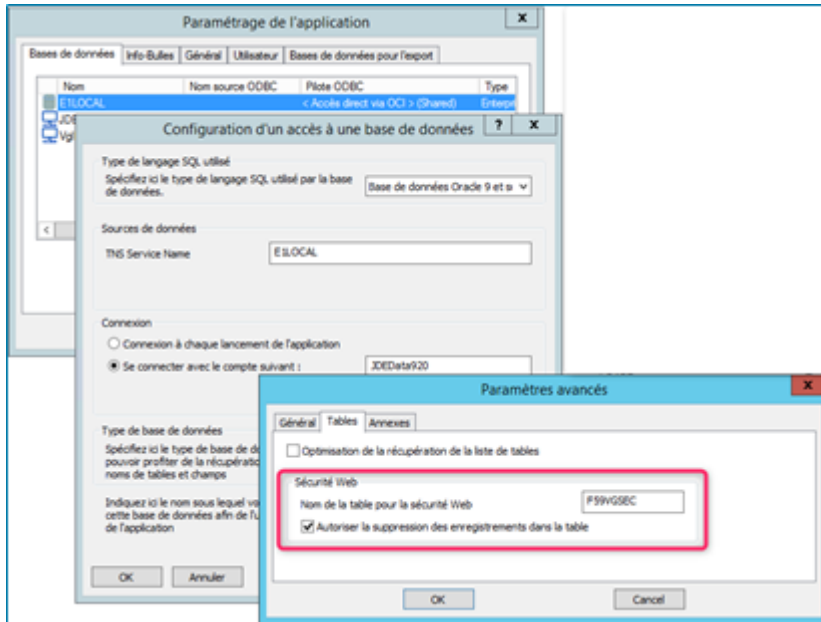 Paramétrage de l'application
x
Bases de données Info-Bulles Général Utilisateur Bases de données pour l'export
Nom Nom source ODBC Pilote ODBC Type
E1LOCAL < Accès direct via OCI > (Shared) Enterpri
JDE
Vgl
Configuration d'un accès à une base de données ? x
Type de langage SQL utilisé
Spécifiez ici le type de langage SQL utilisé par la base
de données.
Base de données Oracle 9 et
Sources de données
TNS Service Name E1LOCAL
Connexion
Connexion à chaque lancement de l'application
Se connecter avec le compte suivant : JDEData920
Type de base de données
Spécifiez ici le type de base de do
pouvoir profiter de la récupératio
noms de tables et champs
Indiquez ici le nom sous lequel vo
cette base de données afin de l'u
de l'application
OK Annuler
Paramètres avancés x
Général Tables Annexes
Optimisation de la récupération de la liste de tables
Sécurité Web
Nom de la table pour la sécurité Web F59VGSEC
Autoriser la suppression des enregistrements dans la table
OK Cancel